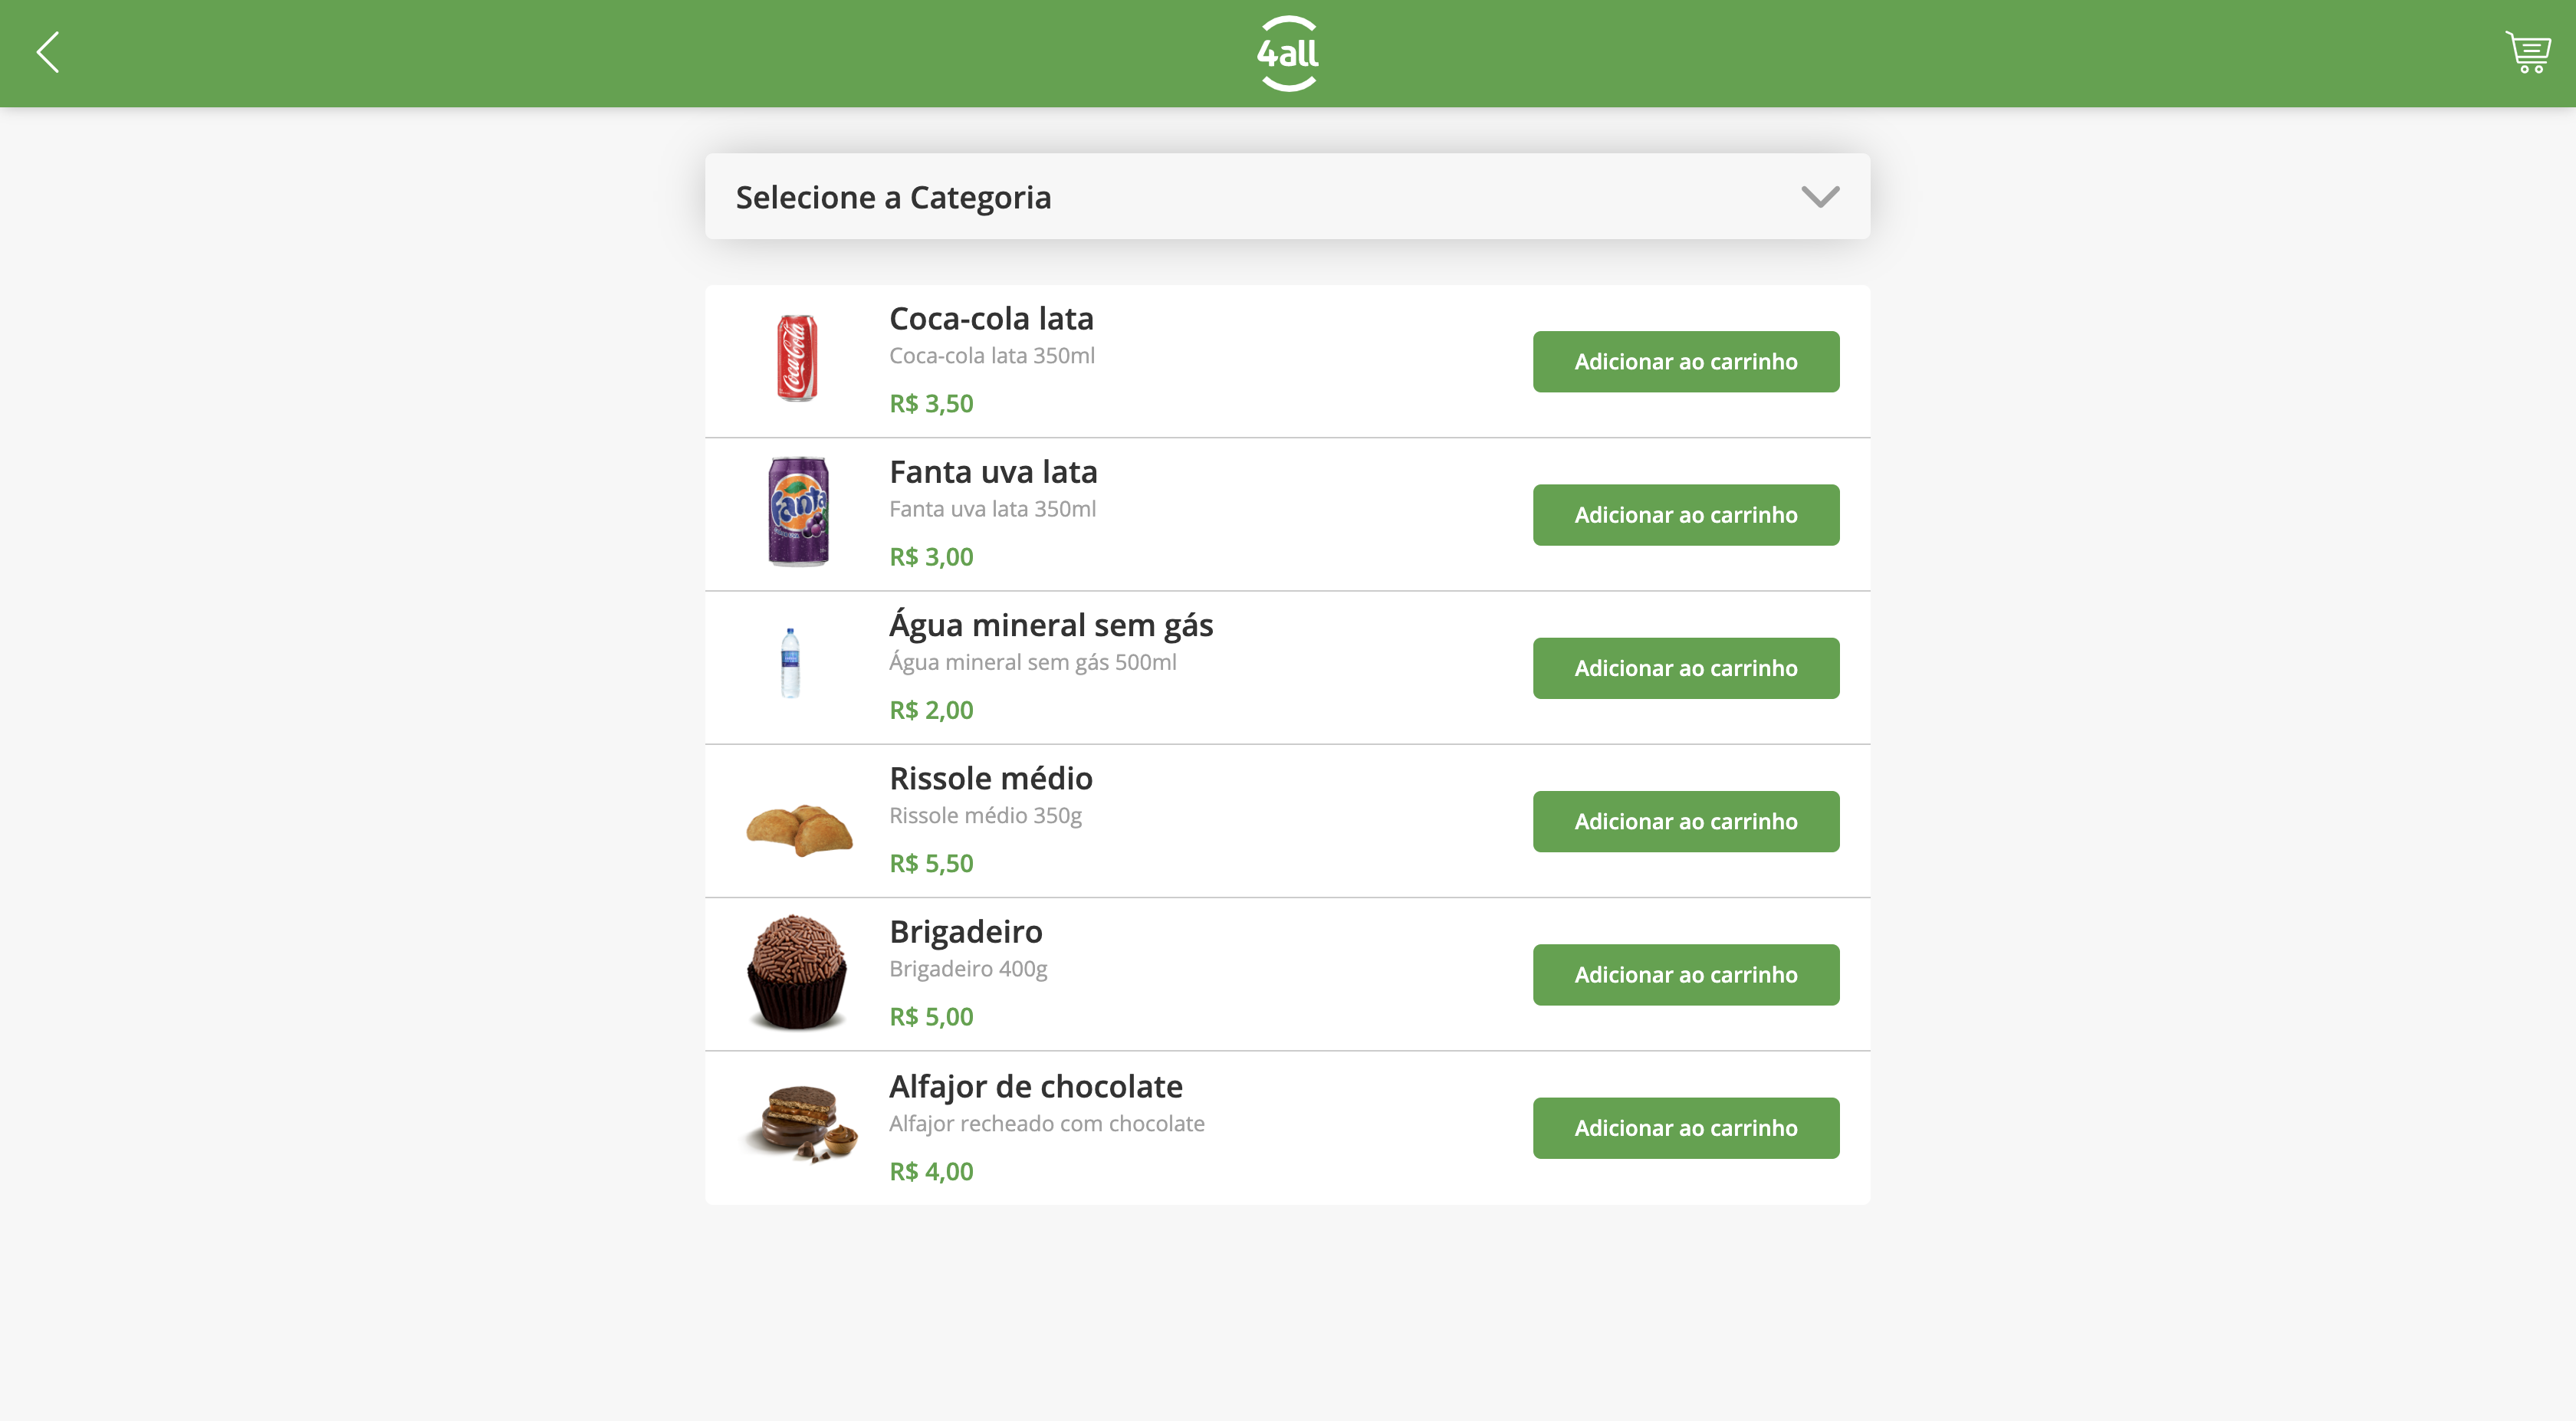 4all
Selecione a Categoria
Coca-Cola
Coca-cola lata
Coca-cola lata 350ml
R$ 3,50
Adicionar ao carrinho
Fanta
Fanta uva lata
Fanta uva lata 350ml
R$ 3,00
Adicionar ao carrinho
Água mineral sem gás
Água mineral sem gás 500ml
R$ 2,00
Adicionar ao carrinho
Rissole médio
Rissole médio 350g
R$ 5,50
Adicionar ao carrinho
Brigadeiro
Brigadeiro 400g
R$ 5,00
Adicionar ao carrinho
Alfajor de chocolate
Alfajor recheado com chocolate
R$ 4,00
Adicionar ao carrinho